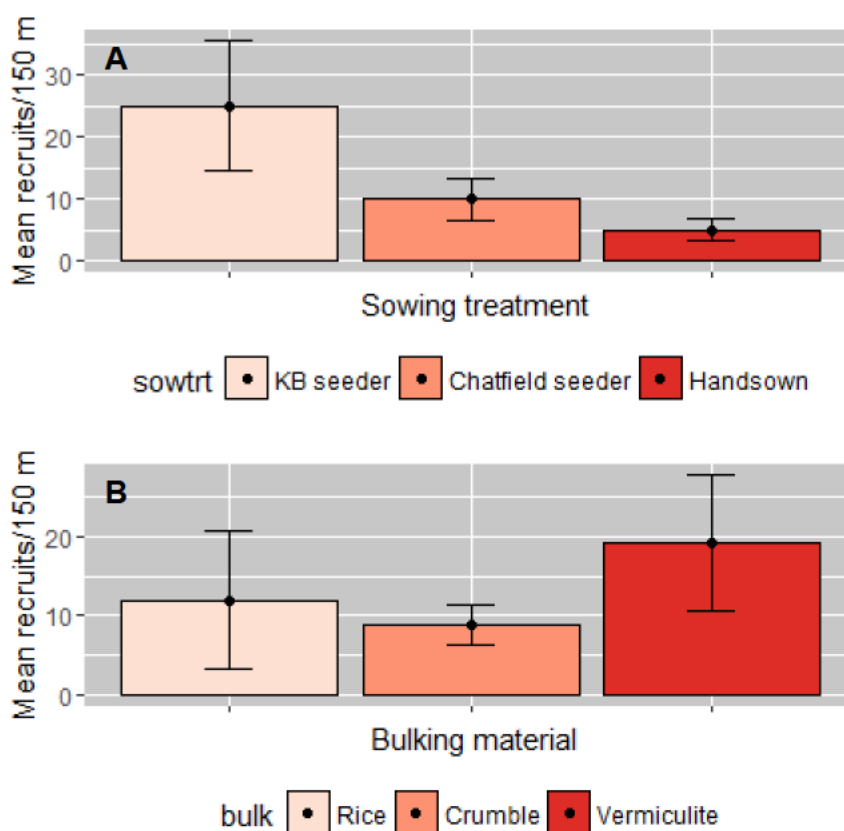 A
Mean recruits/150 m
30
20
10
0
Sowing treatment
sowtrt KB seeder Chatfield seeder Handsown
B
Mean recruits/150 m
20
10
0
Bulking material
bulk Rice Crumble Vermiculite